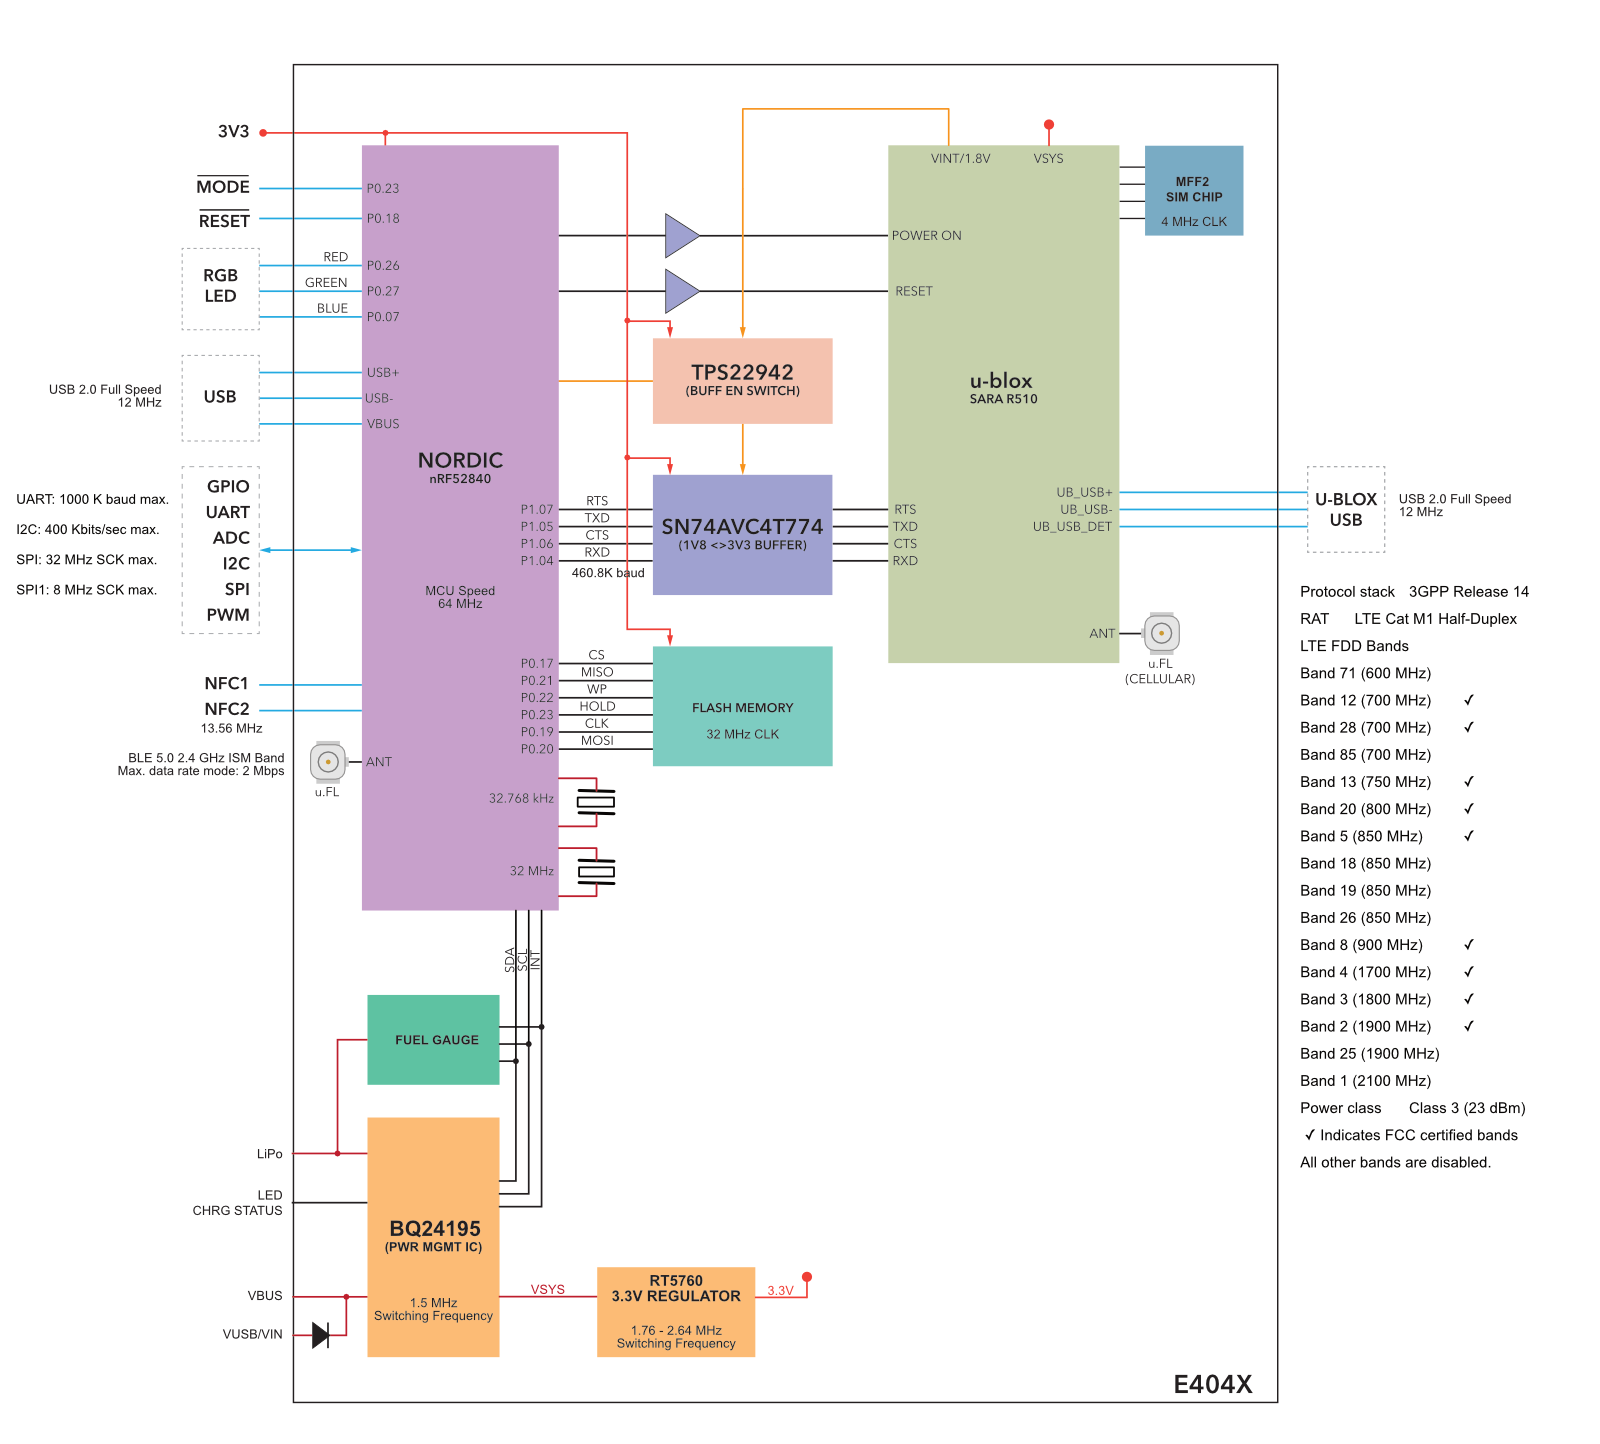 3V3
MODE
RESET
RGB
LED
RED
GREEN
BLUE
P0.23
P0.18
P0.26
P0.27
P0.07
USB 2.0 Full Speed
12 MHz
USB
USB+
USB-
VBUS
UART: 1000 K baud max.
I2C: 400 Kbits/sec max.
SPI: 32 MHz SCK max.
SPI1: 8 MHz SCK max.
GPIO
UART
ADC
I2C
SPI
PWM
NFC1
NFC2
13.56 MHz
BLE 5.0 2.4 GHz ISM Band
Max. data rate mode: 2 Mbps
u.FL
ANT
NORDIC
nRF52840
MCU Speed
64 MHz
P1.07
P1.05
P1.06
P1.04
RTS
TXD
CTS
RXD
460.8K baud
P0.17
P0.21
P0.22
P0.23
P0.19
P0.20
CS
MISO
WP
HOLD
CLK
MOSI
32.768 kHz
32 MHz
TPS22942
(BUFF EN SWITCH)
SN74AVC4T774
(1V8 <>3V3 BUFFER)
FLASH MEMORY
32 MHz CLK
VINT/1.8V
VSYS
POWER ON
RESET
u-blox
SARA R510
RTS
TXD
CTS
RXD
UB_USB+
UB_USB-
UB_USB_DET
ANT
u.FL
(CELLULAR)
MFF2
SIM CHIP
4 MHz CLK
U-BLOX
USB
USB 2.0 Full Speed
12 MHz
Protocol stack 3GPP Release 14
RAT LTE Cat M1 Half-Duplex
LTE FDD Bands
Band 71 (600 MHz)
Band 12 (700 MHz) ✓
Band 28 (700 MHz) ✓
Band 85 (700 MHz)
Band 13 (750 MHz) ✓
Band 20 (800 MHz) ✓
Band 5 (850 MHz) ✓
Band 18 (850 MHz)
Band 19 (850 MHz)
Band 26 (850 MHz)
Band 8 (900 MHz) ✓
Band 4 (1700 MHz) ✓
Band 3 (1800 MHz) ✓
Band 2 (1900 MHz) ✓
Band 25 (1900 MHz)
Band 1 (2100 MHz)
Power class Class 3 (23 dBm)
✓ Indicates FCC certified bands
All other bands are disabled.
SDA
SCL
INT
FUEL GAUGE
LiPo
LED
CHRG STATUS
VBUS
VUSB/VIN
BQ24195
(PWR MGMT IC)
1.5 MHz
Switching Frequency
VSYS
RT5760
3.3V REGULATOR
1.76 - 2.64 MHz
Switching Frequency
3.3V
E404X